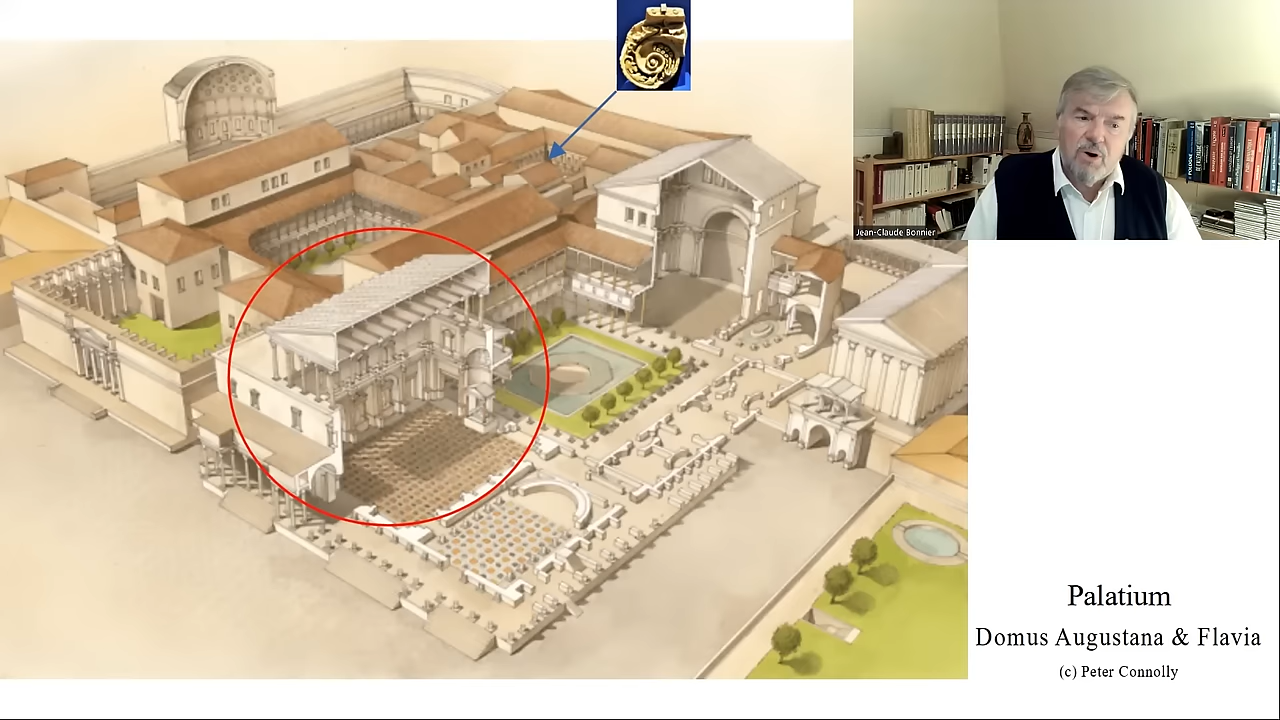 Jean-Claude Bonnier
Palatium
Domus Augustana & Flavia
(c) Peter Connolly